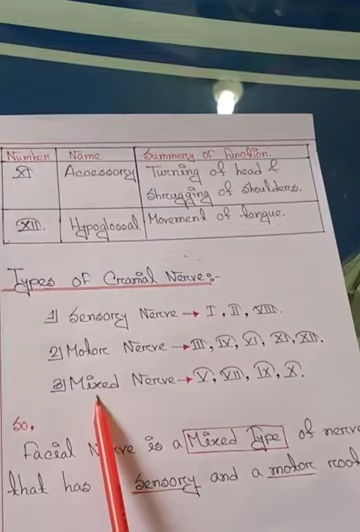 Number Name Summary of function.
XI Accessory Turning of head &
shrugging of shoulders.
XII. Hypoglossal Movement of tongue.
Types of Cranial Nerve:-
1) Sensory Nerve → I, II, VIII.
2) Motor Nerve → III, IV, VI, XI, XII.
3) Mixed Nerve → V, VII, IX, X.
So,
Facial is a Mixed Type of nerve
that has sensory and a motor root